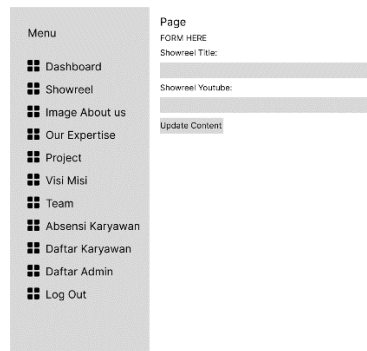 Menu
Dashboard
Showreel
Image About us
Our Expertise
Project
Visi Misi
Team
Absensi Karyawan
Daftar Karyawan
Daftar Admin
Log Out
Page
FORM HERE
Showreel Title:
Showreel Youtube:
Update Content